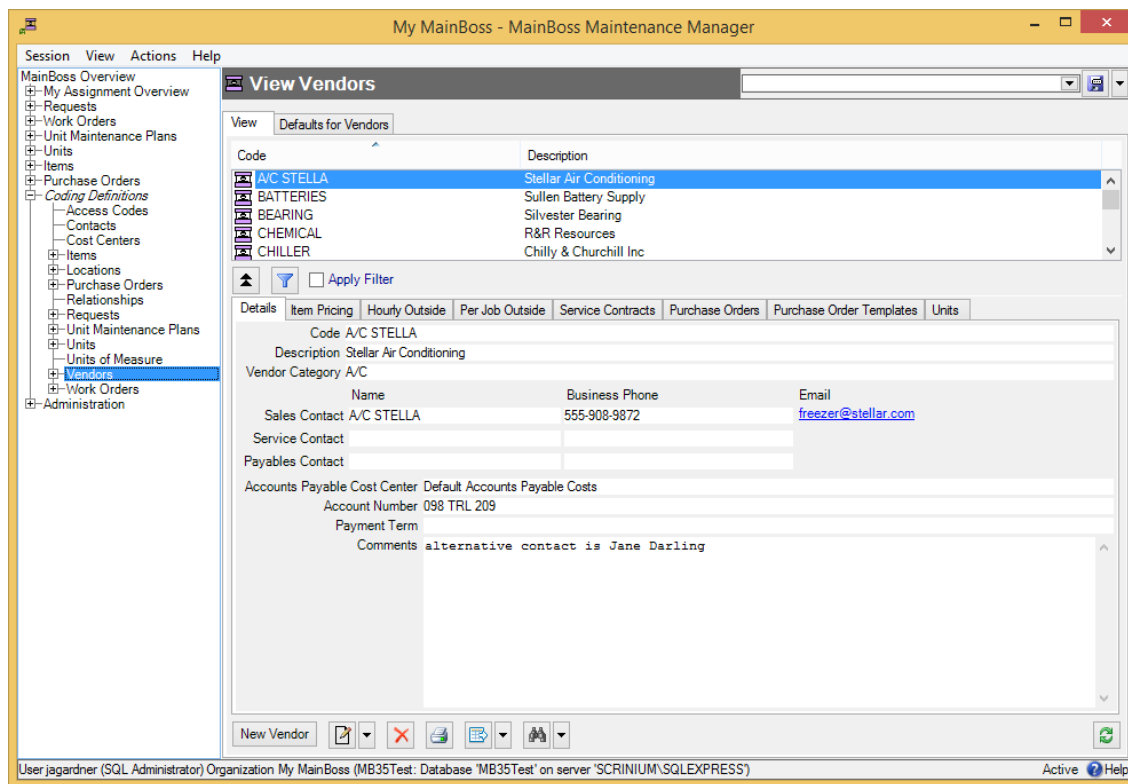 My MainBoss - MainBoss Maintenance Manager
Session View Actions Help
MainBoss Overview
My Assignment Overview
Requests
Work Orders
Unit Maintenance Plans
Units
Items
Purchase Orders
Coding Definitions
Access Codes
Contacts
Cost Centers
Items
Locations
Purchase Orders
Relationships
Requests
Unit Maintenance Plans
Units
Units of Measure
Vendors
Work Orders
Administration
View Vendors
View Defaults for Vendors
Code Description
A/C STELLA Stellar Air Conditioning
BATTERIES Sullen Battery Supply
BEARING Silvester Bearing
CHEMICAL R&R Resources
CHILLER Chilly & Churchill Inc
Apply Filter
Details Item Pricing Hourly Outside Per Job Outside Service Contracts Purchase Orders Purchase Order Templates Units
Code A/C STELLA
Description Stellar Air Conditioning
Vendor Category A/C
Name Business Phone Email
Sales Contact A/C STELLA 555-908-9872 freezer@stellar.com
Service Contact
Payables Contact
Accounts Payable Cost Center Default Accounts Payable Costs
Account Number 098 TRL 209
Payment Term
Comments alternative contact is Jane Darling
New Vendor
User jagardner (SQL Administrator) Organization My MainBoss (MB35Test: Database 'MB35Test' on server 'SCRINIUM\SQLEXPRESS') Active Help